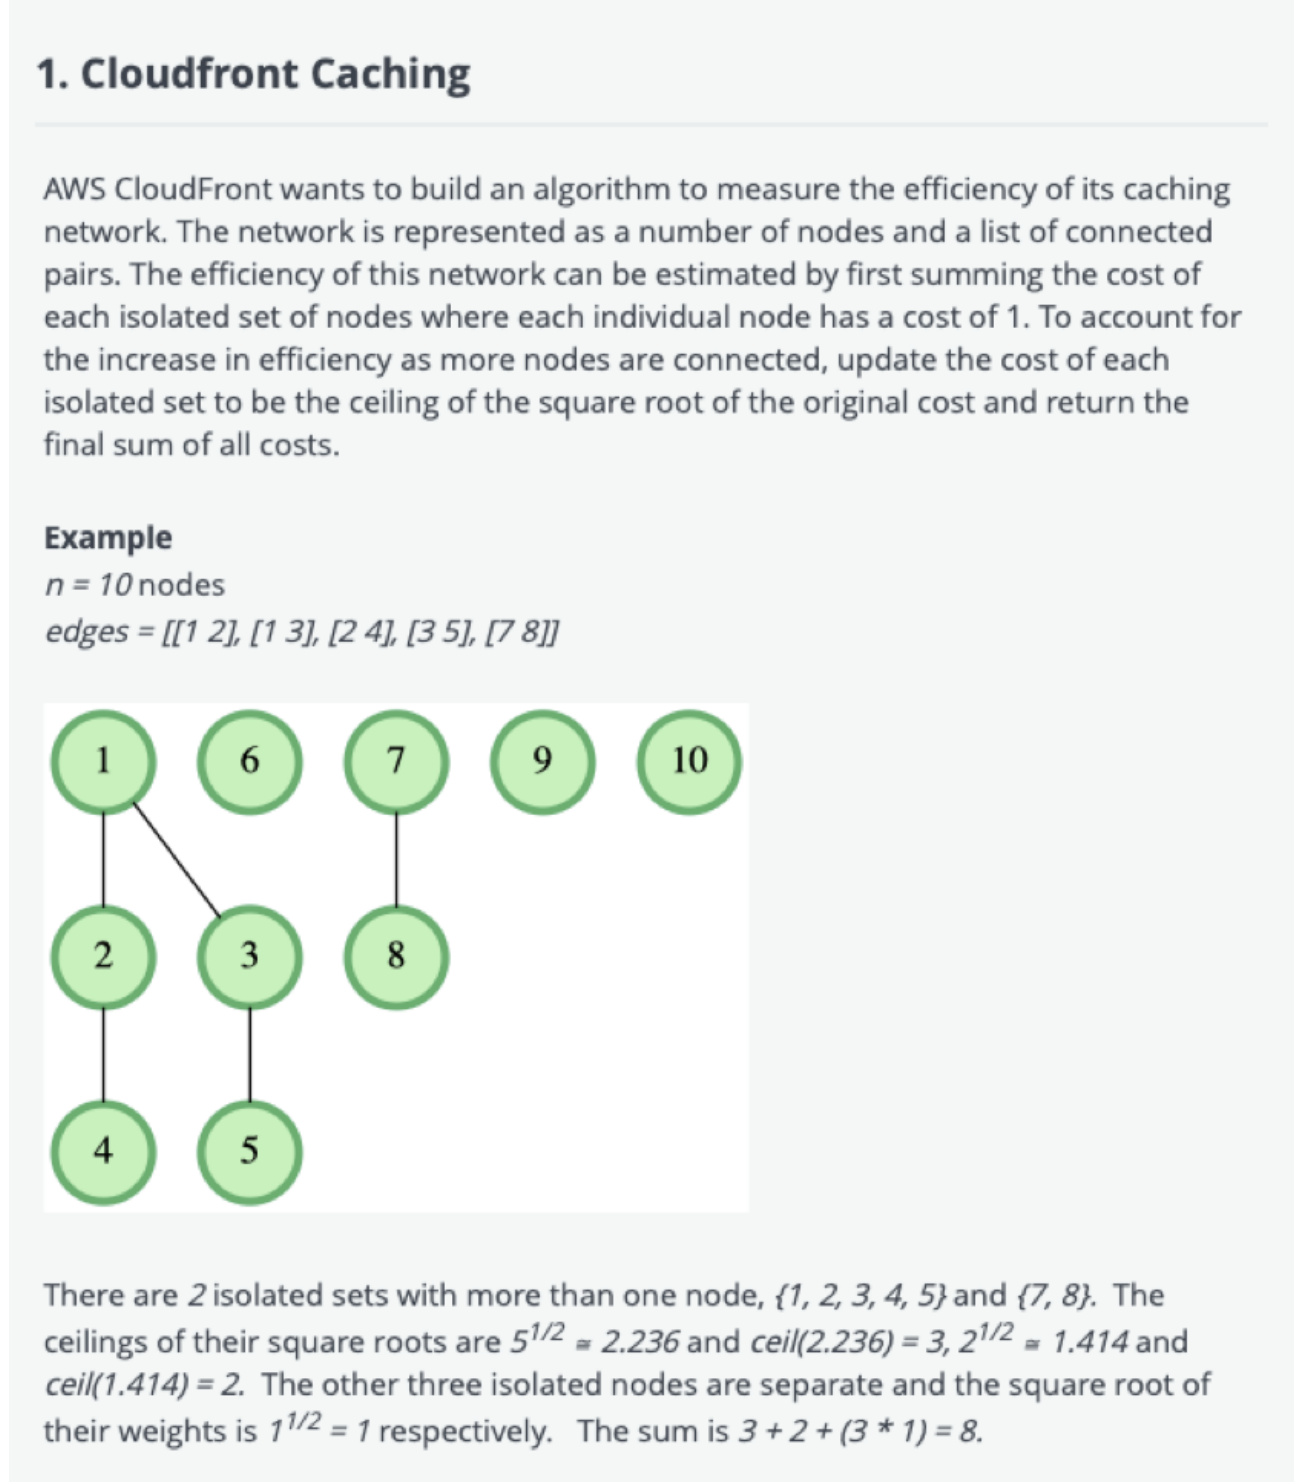 1. Cloudfront Caching
AWS CloudFront wants to build an algorithm to measure the efficiency of its caching
network. The network is represented as a number of nodes and a list of connected
pairs. The efficiency of this network can be estimated by first summing the cost of
each isolated set of nodes where each individual node has a cost of 1. To account for
the increase in efficiency as more nodes are connected, update the cost of each
isolated set to be the ceiling of the square root of the original cost and return the
final sum of all costs.
Example
n = 10 nodes
edges = [[1 2], [1 3], [2 4], [3 5], [7 8]]
1 6 7 9 10
2 3 8
4 5
There are 2 isolated sets with more than one node, {1, 2, 3, 4, 5} and {7, 8}. The
ceilings of their square roots are 5^1/2 ≅ 2.236 and ceil(2.236) = 3, 2^1/2 ≅ 1.414 and
ceil(1.414) = 2. The other three isolated nodes are separate and the square root of
their weights is 1^1/2 = 1 respectively. The sum is 3 + 2 + (3 * 1) = 8.